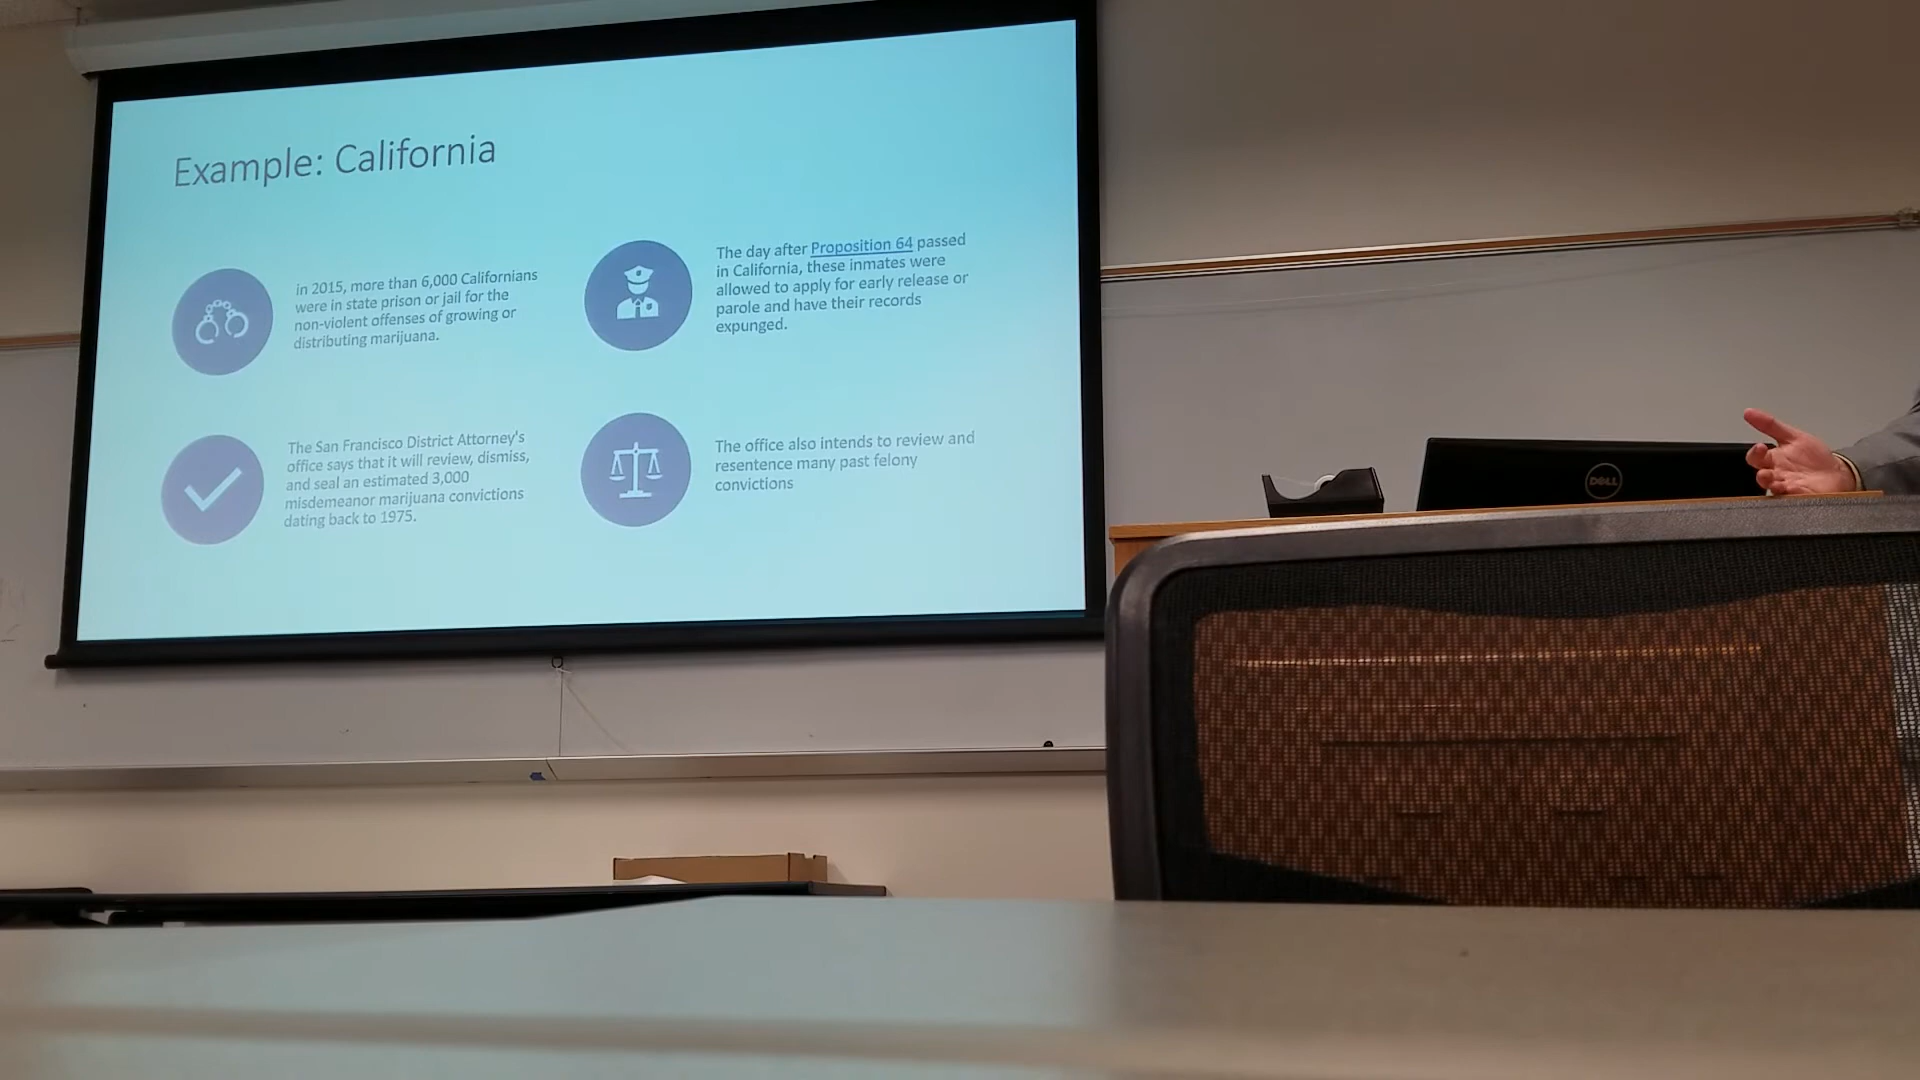 Example: California
in 2015, more than 6,000 Californians
were in state prison or jail for the
non-violent offenses of growing or
distributing marijuana.
The day after Proposition 64 passed
in California, these inmates were
allowed to apply for early release or
parole and have their records
expunged.
The San Francisco District Attorney's
office says that it will review, dismiss,
and seal an estimated 3,000
misdemeanor marijuana convictions
dating back to 1975.
The office also intends to review and
resentence many past felony
convictions
DELL